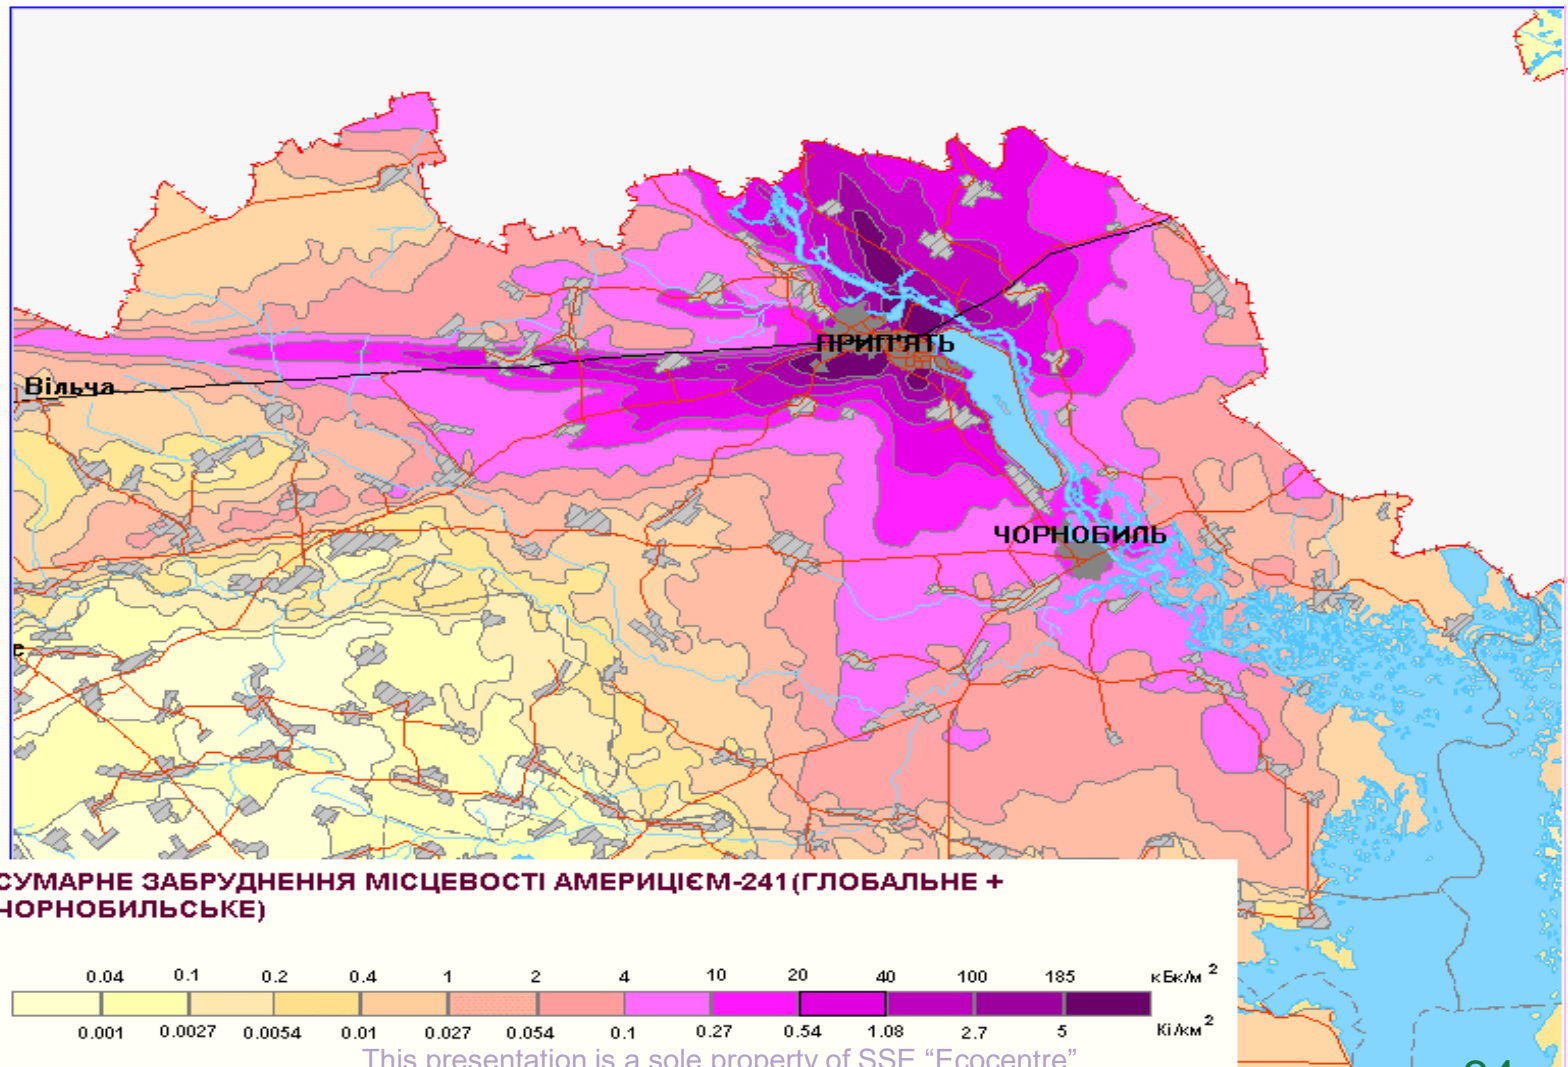 ПРИП'ЯТЬ
Вільча
ЧОРНОБИЛЬ
е
СУМАРНЕ ЗАБРУДНЕННЯ МІСЦЕВОСТІ АМЕРИЦІЄМ-241(ГЛОБАЛЬНЕ +
ЧОРНОБИЛЬСЬКЕ)
0.04 0.1 0.2 0.4 1 2 4 10 20 40 100 185 кБк/м 2
0.001 0.0027 0.0054 0.01 0.027 0.054 0.1 0.27 0.54 1.08 2.7 5 Кі/км 2
This presentation is a sole property of SSE “Ecocentre”